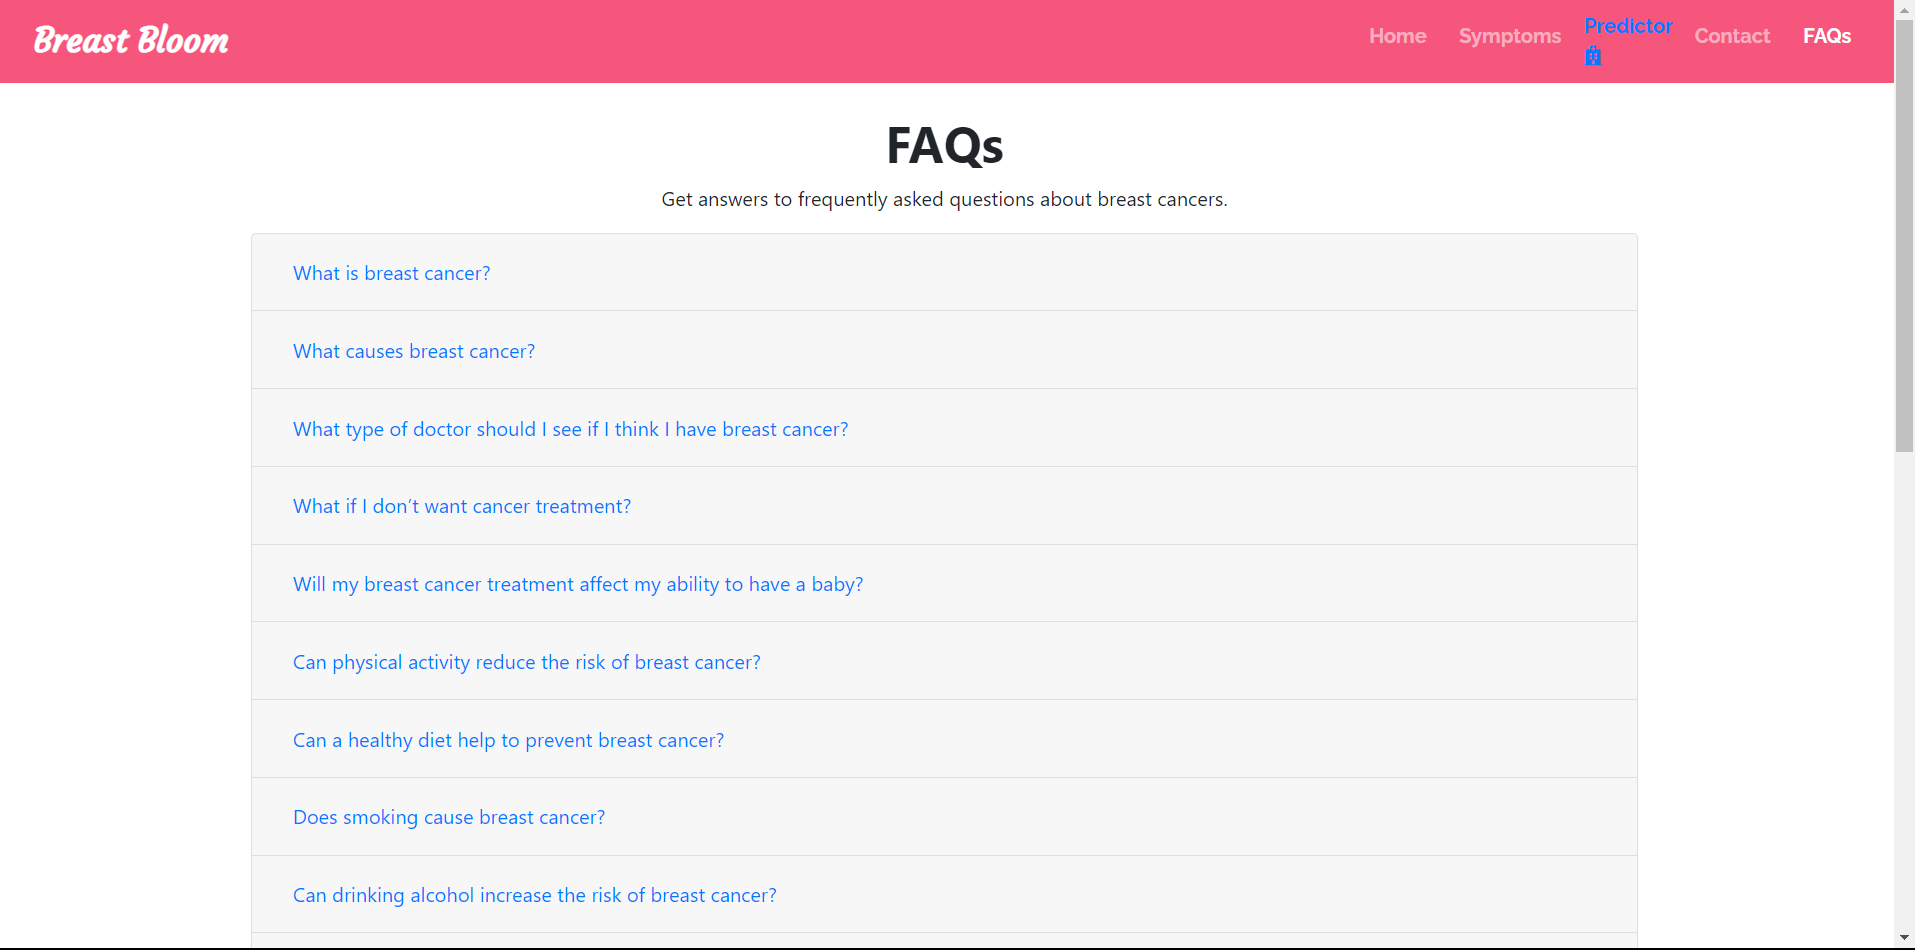 Breast Bloom
Home
Symptoms
Predictor
Contact
FAQs
FAQs
Get answers to frequently asked questions about breast cancers.
What is breast cancer?
What causes breast cancer?
What type of doctor should I see if I think I have breast cancer?
What if I don’t want cancer treatment?
Will my breast cancer treatment affect my ability to have a baby?
Can physical activity reduce the risk of breast cancer?
Can a healthy diet help to prevent breast cancer?
Does smoking cause breast cancer?
Can drinking alcohol increase the risk of breast cancer?